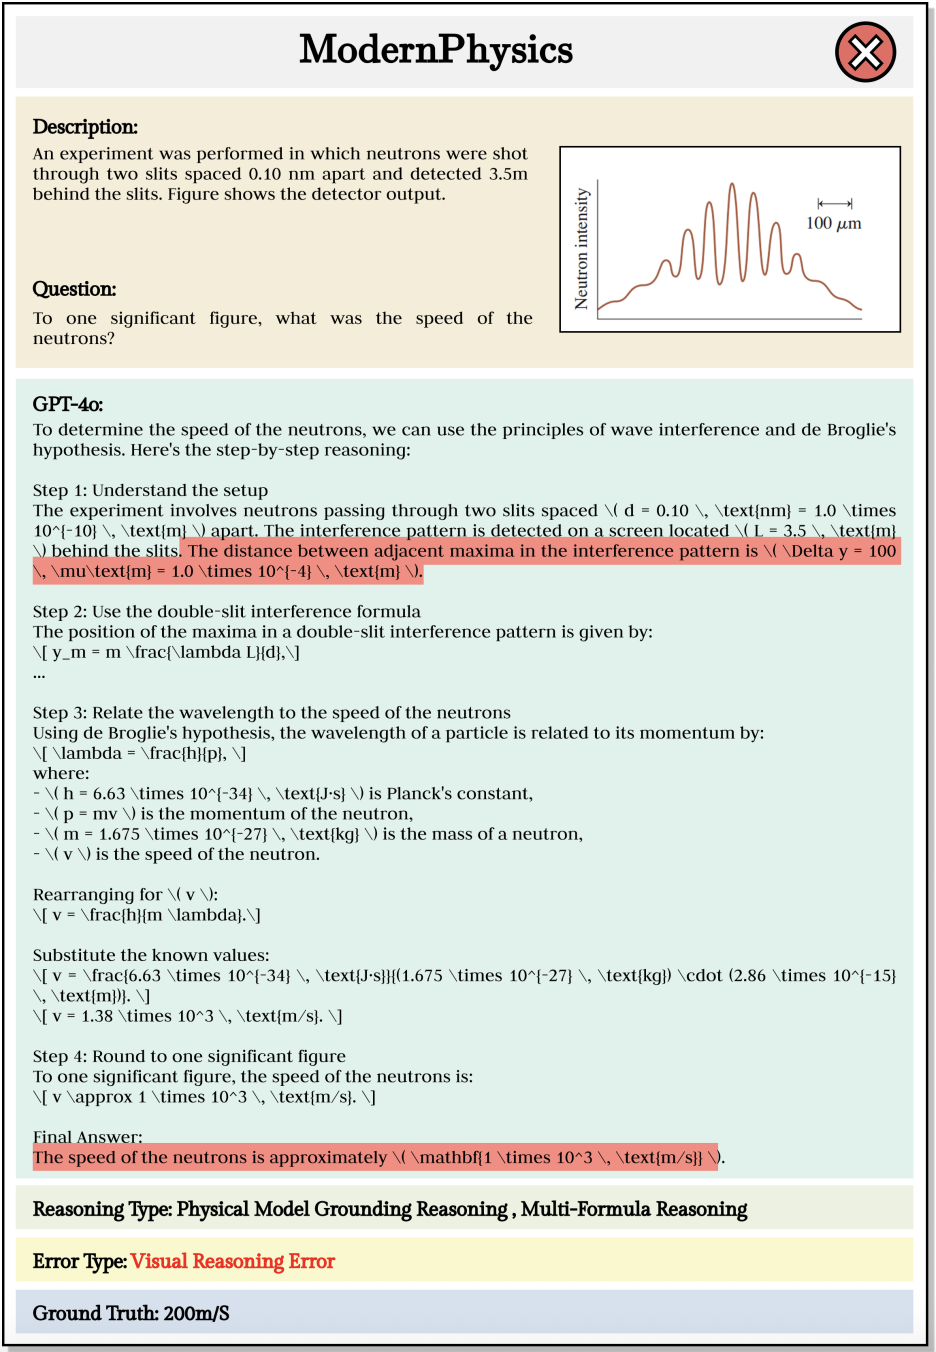 ModernPhysics
Description:
An experiment was performed in which neutrons were shot
through two slits spaced 0.10 nm apart and detected 3.5m
behind the slits. Figure shows the detector output.
Neutron intensity
100 μm
Question:
To one significant figure, what was the speed of the
neutrons?
GPT-4o:
To determine the speed of the neutrons, we can use the principles of wave interference and de Broglie's
hypothesis. Here's the step-by-step reasoning:
Step 1: Understand the setup
The experiment involves neutrons passing through two slits spaced \( d = 0.10 \, \text{nm} = 1.0 \times
10^{-10} \, \text{m} \) apart. The interference pattern is detected on a screen located \( L = 3.5 \, \text{m}
\) behind the slits. The distance between adjacent maxima in the interference pattern is \( \Delta y = 100
\, \mu\text{m} = 1.0 \times 10^{-4} \, \text{m} \).
Step 2: Use the double-slit interference formula
The position of the maxima in a double-slit interference pattern is given by:
\[ y_m = m \frac{\lambda L}{d},\]
...
Step 3: Relate the wavelength to the speed of the neutrons
Using de Broglie's hypothesis, the wavelength of a particle is related to its momentum by:
\[ \lambda = \frac{h}{p}, \]
where:
- \( h = 6.63 \times 10^{-34} \, \text{J·s} \) is Planck's constant,
- \( p = mv \) is the momentum of the neutron,
- \( m = 1.675 \times 10^{-27} \, \text{kg} \) is the mass of a neutron,
- \( v \) is the speed of the neutron.
Rearranging for \( v \):
\[ v = \frac{h}{m \lambda}.\]
Substitute the known values:
\[ v = \frac{6.63 \times 10^{-34} \, \text{J·s}}{(1.675 \times 10^{-27} \, \text{kg}) \cdot (2.86 \times 10^{-15}
\, \text{m})}. \]
\[ v = 1.38 \times 10^3 \, \text{m/s}. \]
Step 4: Round to one significant figure
To one significant figure, the speed of the neutrons is:
\[ v \approx 1 \times 10^3 \, \text{m/s}. \]
Final Answer:
The speed of the neutrons is approximately \( \mathbf{1 \times 10^3 \, \text{m/s}} \).
Reasoning Type: Physical Model Grounding Reasoning , Multi-Formula Reasoning
Error Type: Visual Reasoning Error
Ground Truth: 200m/S